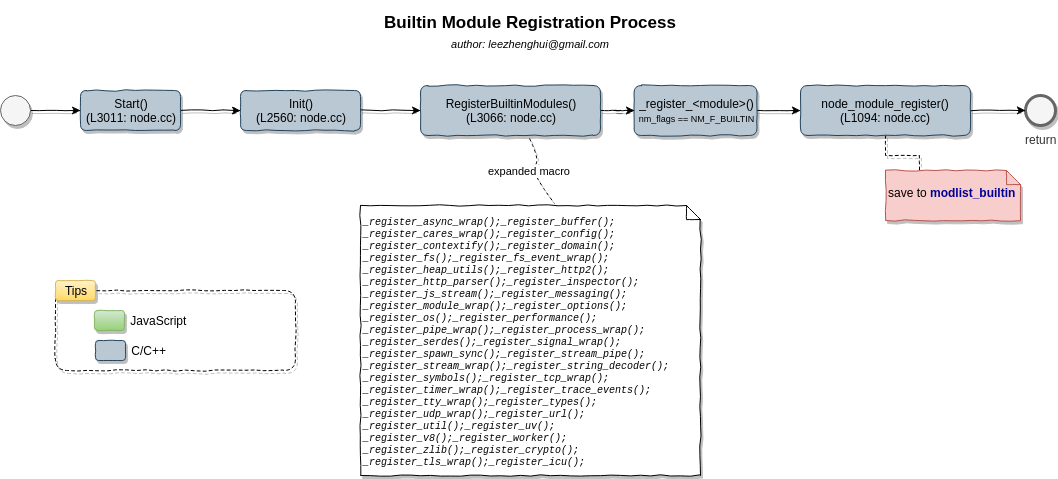 Builtin Module Registration Process
author: leezhenghui@gmail.com
Start()
(L3011: node.cc)
Init()
(L2560: node.cc)
RegisterBuiltinModules()
(L3066: node.cc)
_register_<module>()
nm_flags == NM_F_BUILTIN
node_module_register()
(L1094: node.cc)
return
expanded macro
save to modlist_builtin
_register_async_wrap();_register_buffer();
_register_cares_wrap();_register_config();
_register_contextify();_register_domain();
_register_fs();_register_fs_event_wrap();
_register_heap_utils();_register_http2();
_register_http_parser();_register_inspector();
_register_js_stream();_register_messaging();
_register_module_wrap();_register_options();
_register_os();_register_performance();
_register_pipe_wrap();_register_process_wrap();
_register_serdes();_register_signal_wrap();
_register_spawn_sync();_register_stream_pipe();
_register_stream_wrap();_register_string_decoder();
_register_symbols();_register_tcp_wrap();
_register_timer_wrap();_register_trace_events();
_register_tty_wrap();_register_types();
_register_udp_wrap();_register_url();
_register_util();_register_uv();
_register_v8();_register_worker();
_register_zlib();_register_crypto();
_register_tls_wrap();_register_icu();
Tips
JavaScript
C/C++